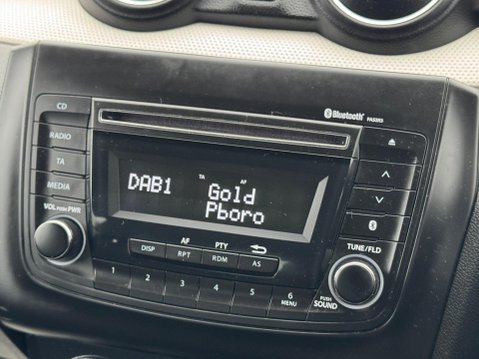 CD
Bluetooth PASSRS
RADIO
TA
MEDIA
VOL PUSH PWR
TA AF
DAB1 Gold
Pboro
TUNE/FLD
AF PTY
DISP RPT RDM AS
1 2 3 4 5 6
MENU
PUSH
SOUND